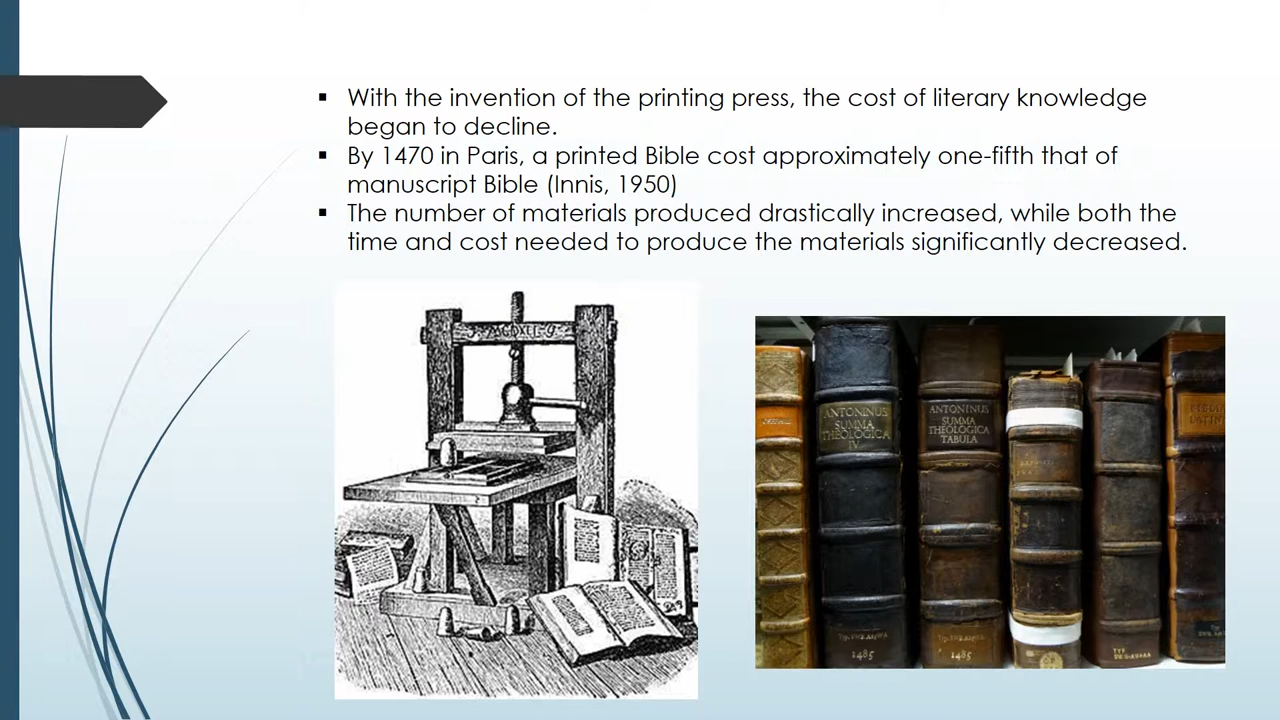 ▪ With the invention of the printing press, the cost of literary knowledge
began to decline.
▪ By 1470 in Paris, a printed Bible cost approximately one-fifth that of
manuscript Bible (Innis, 1950)
▪ The number of materials produced drastically increased, while both the
time and cost needed to produce the materials significantly decreased.
ANTONINUS
SUMMA
THEOLOGICA
IV
1485
ANTONINUS
SUMMA
THEOLOGICA
TABULA
1485